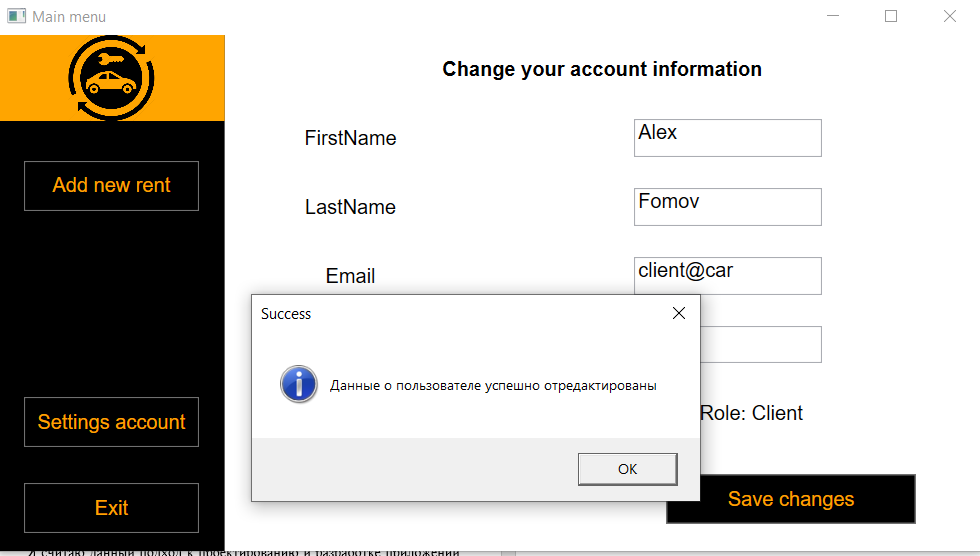 Main menu
Change your account information
FirstName
Alex
Add new rent
LastName
Fomov
Email
client@car
Success
Данные о пользователе успешно отредактированы
Role: Client
Settings account
OK
Save changes
Exit
Я считаю данный подход к проектированию и разработке приложений